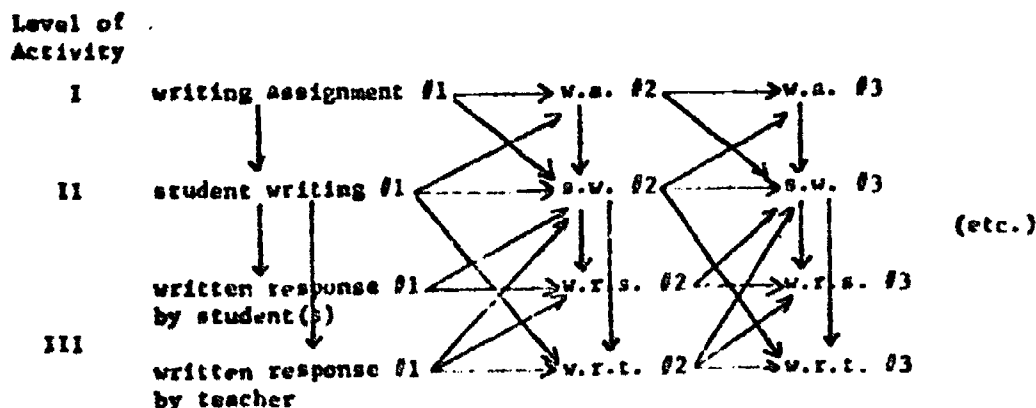 Level of
Activity
I writing assignment #1 w.a. #2 w.a. #3
II student writing #1 s.w. #2 s.w. #3
(etc.)
written response #1 w.r.s. #2 w.r.s. #3
by student(s)
III
written response #1 w.r.t. #2 w.r.t. #3
by teacher